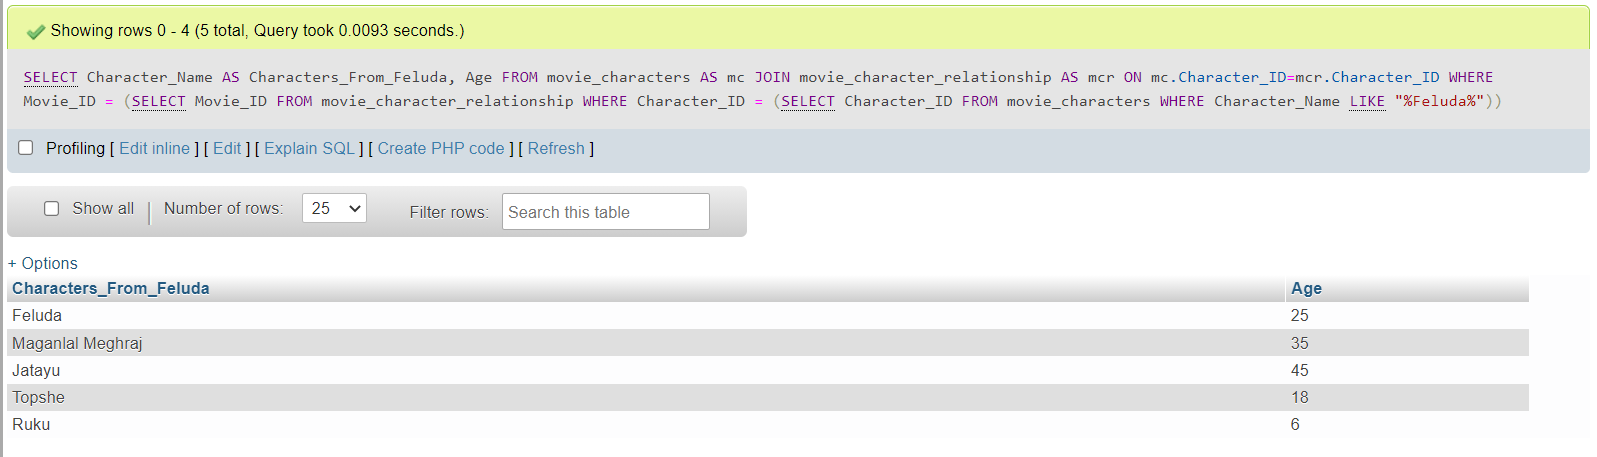 Showing rows 0 - 4 (5 total, Query took 0.0093 seconds.)
SELECT Character_Name AS Characters_From_Feluda, Age FROM movie_characters AS mc JOIN movie_character_relationship AS mcr ON mc.Character_ID=mcr.Character_ID WHERE
Movie_ID = (SELECT Movie_ID FROM movie_character_relationship WHERE Character_ID = (SELECT Character_ID FROM movie_characters WHERE Character_Name LIKE "%Feluda%"))
Profiling [ Edit inline ] [ Edit ] [ Explain SQL ] [ Create PHP code ] [ Refresh ]
Show all | Number of rows: 25 Filter rows: Search this table
+ Options
Characters_From_Feluda Age
Feluda 25
Maganlal Meghraj 35
Jatayu 45
Topshe 18
Ruku 6